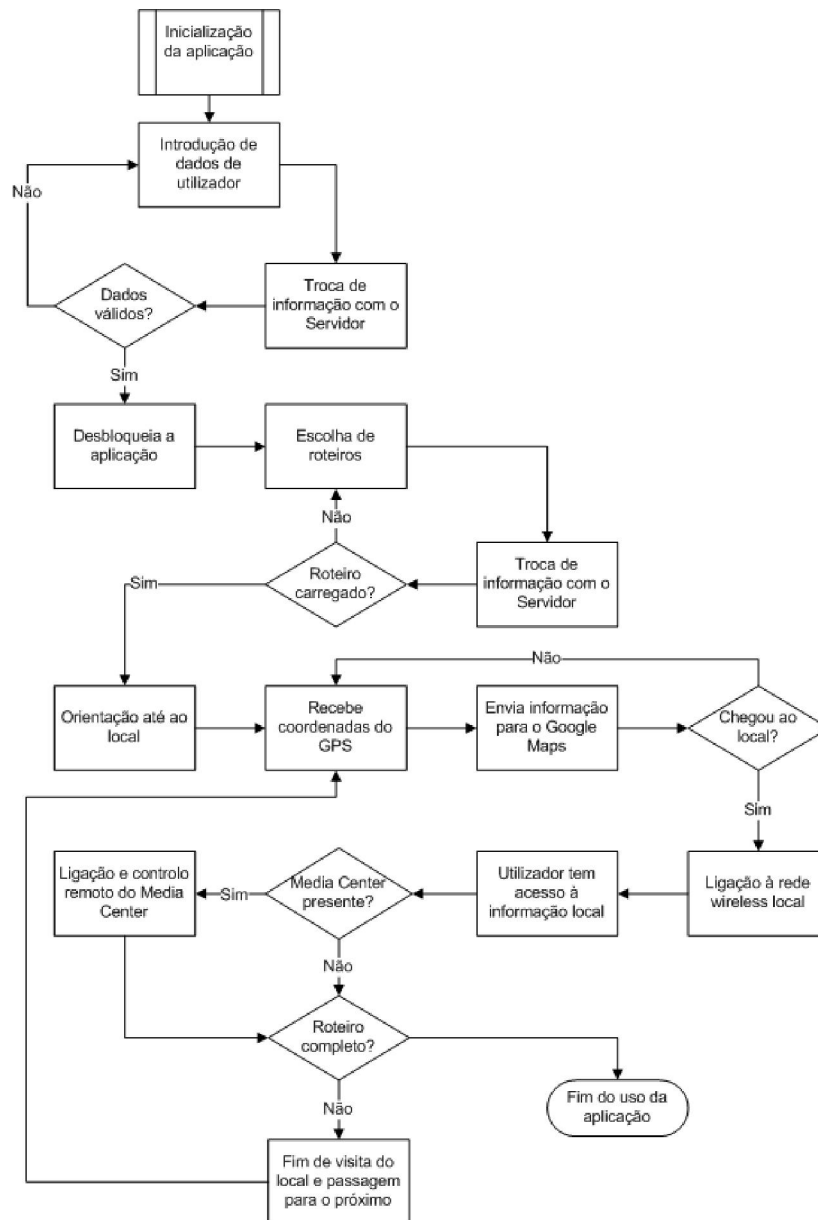 Inicialização
da aplicação
Introdução de
dados de
utilizador
Não
Dados
válidos?
Troca de
informação com o
Servidor
Sim
Desbloqueia a
aplicação
Escolha de
roteiros
Não
Roteiro
carregado?
Troca de
informação com o
Servidor
Sim
Não
Orientação até ao
local
Recebe
coordenadas do
GPS
Envia informação
para o Google
Maps
Chegou ao
local?
Sim
Ligação e controlo
remoto do Media
Center
Sim
Media Center
presente?
Utilizador tem
acesso à
informação local
Ligação à rede
wireless local
Não
Roteiro
completo?
Fim do uso da
aplicação
Não
Fim de visita do
local e passagem
para o próximo